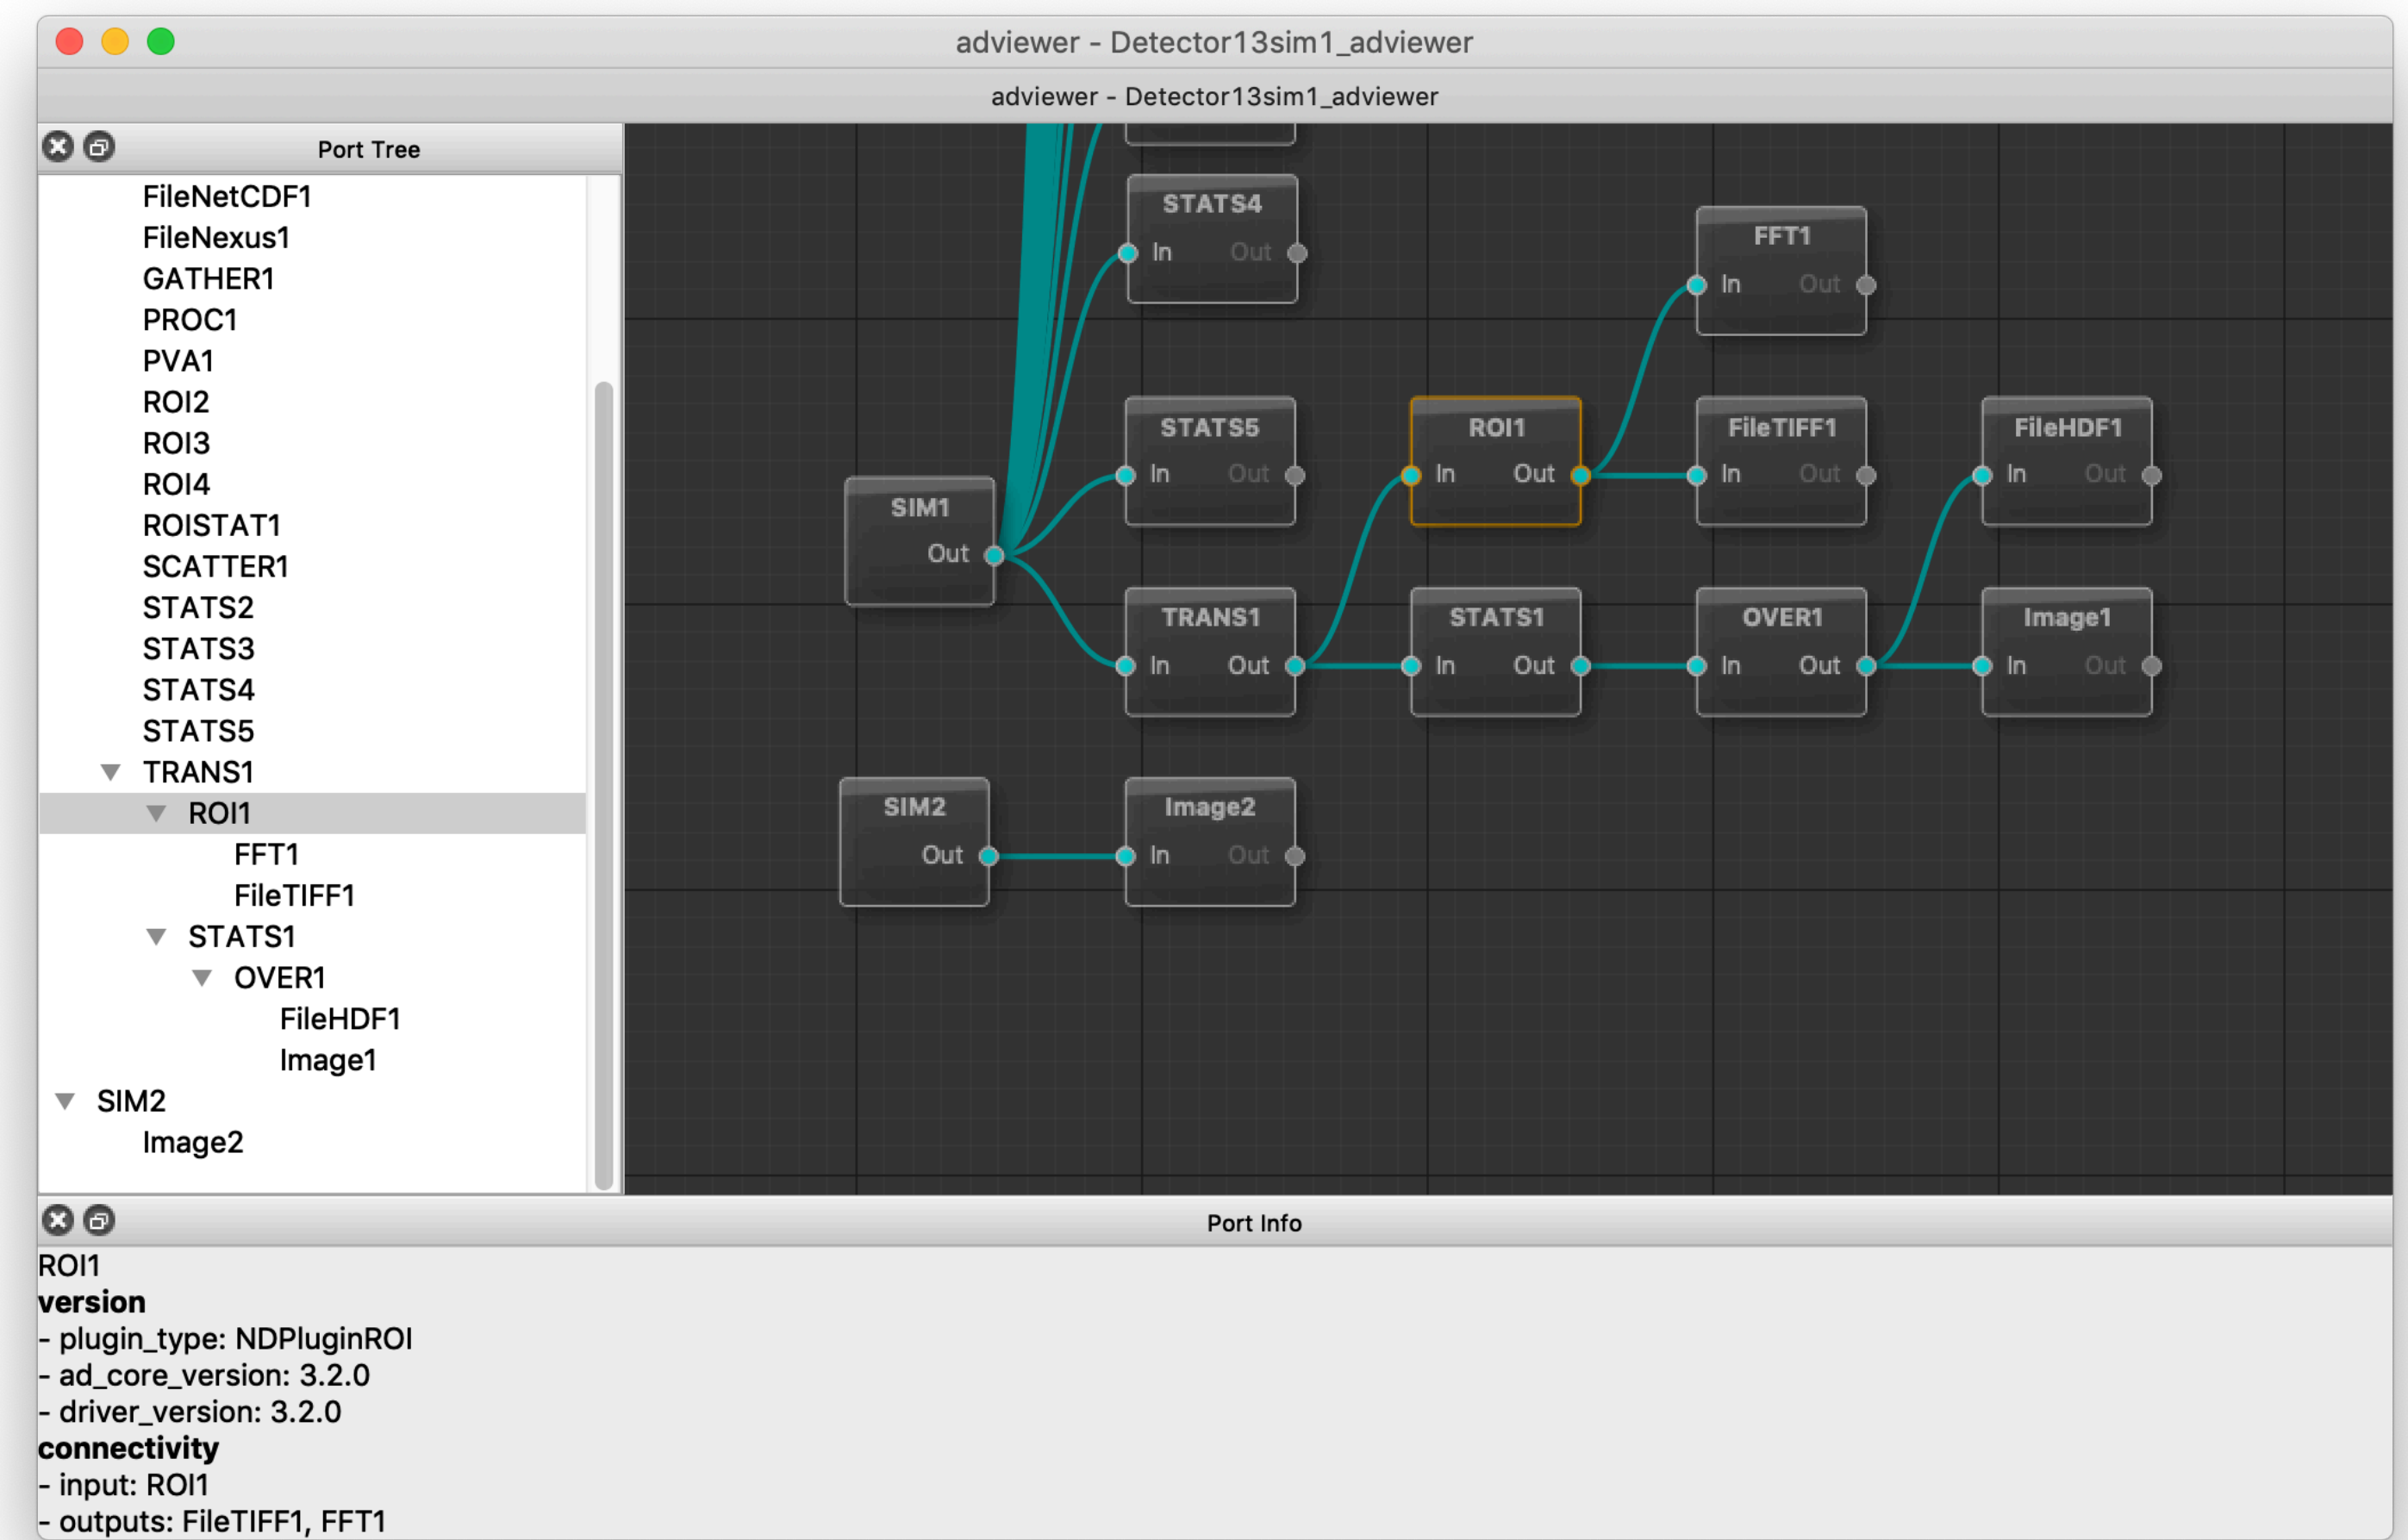 adviewer - Detector13sim1_adviewer
adviewer - Detector13sim1_adviewer
Port Tree
FileNetCDF1
FileNexus1
GATHER1
PROC1
PVA1
ROI2
ROI3
ROI4
ROISTAT1
SCATTER1
STATS2
STATS3
STATS4
STATS5
TRANS1
ROI1
FFT1
FileTIFF1
STATS1
OVER1
FileHDF1
Image1
SIM2
Image2
STATS4
In Out
FFT1
In Out
STATS5
In Out
ROI1
In Out
FileTIFF1
In Out
FileHDF1
In Out
SIM1
Out
TRANS1
In Out
STATS1
In Out
OVER1
In Out
Image1
In Out
SIM2
Out
Image2
In Out
Port Info
ROI1
version
- plugin_type: NDPluginROI
- ad_core_version: 3.2.0
- driver_version: 3.2.0
connectivity
- input: ROI1
- outputs: FileTIFF1, FFT1